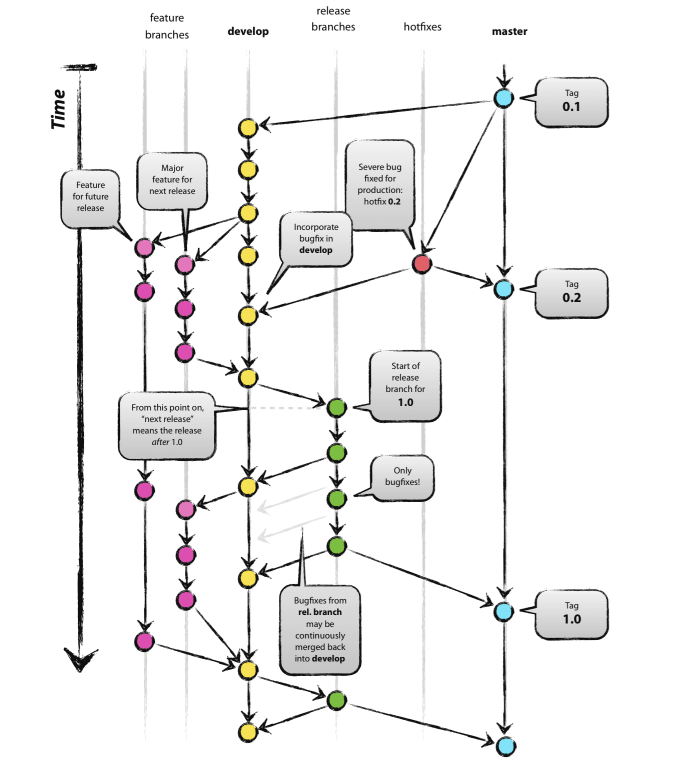 feature
branches
develop
release
branches
hotfixes
master
Time
Tag
0.1
Major
feature for
next release
Severe bug
fixed for
production:
hotfix 0.2
Feature
for future
release
Incorporate
bugfix in
develop
Tag
0.2
Start of
release
branch for
1.0
From this point on,
“next release”
means the release
after 1.0
Only
bugfixes!
Bugfixes from
rel. branch
may be
continuously
merged back
into develop
Tag
1.0